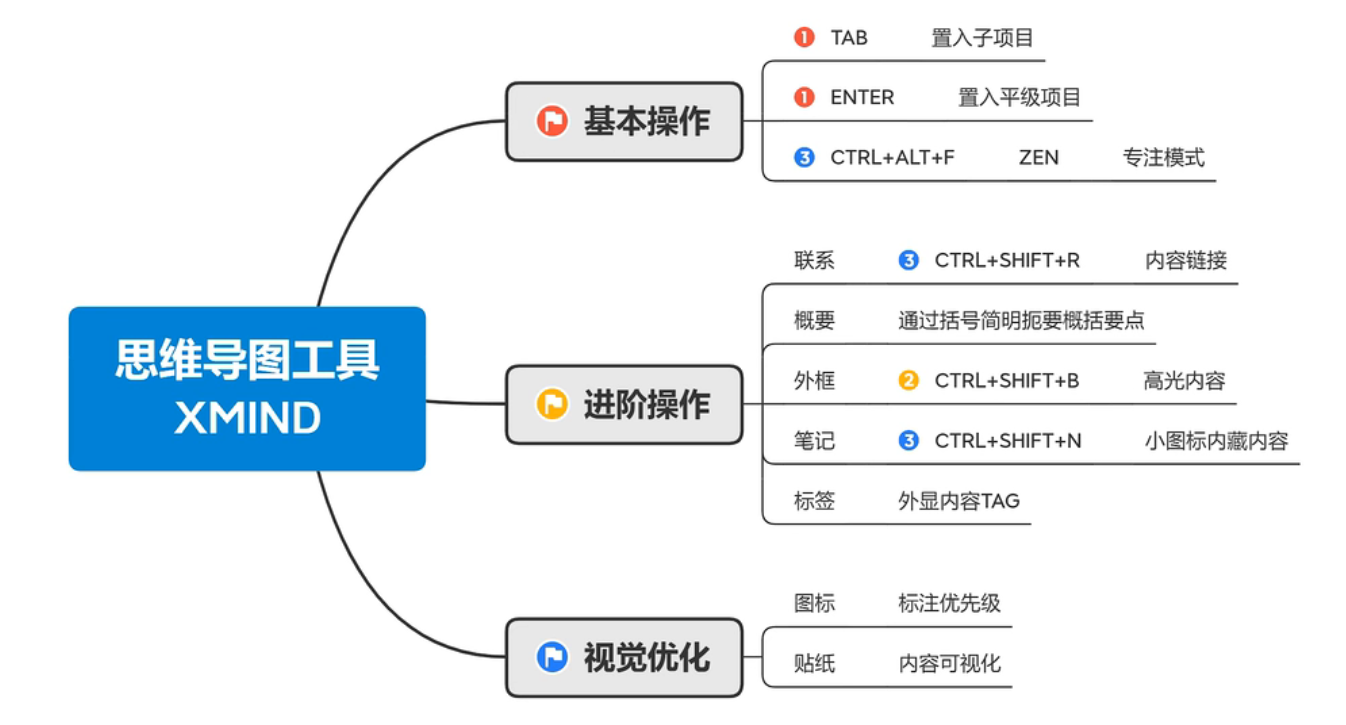 思维导图工具
XMIND
基本操作
1 TAB 置入子项目
1 ENTER 置入平级项目
3 CTRL+ALT+F ZEN 专注模式
进阶操作
联系 3 CTRL+SHIFT+R 内容链接
概要 通过括号简明扼要概括要点
外框 2 CTRL+SHIFT+B 高光内容
笔记 3 CTRL+SHIFT+N 小图标内藏内容
标签 外显内容TAG
视觉优化
图标 标注优先级
贴纸 内容可视化